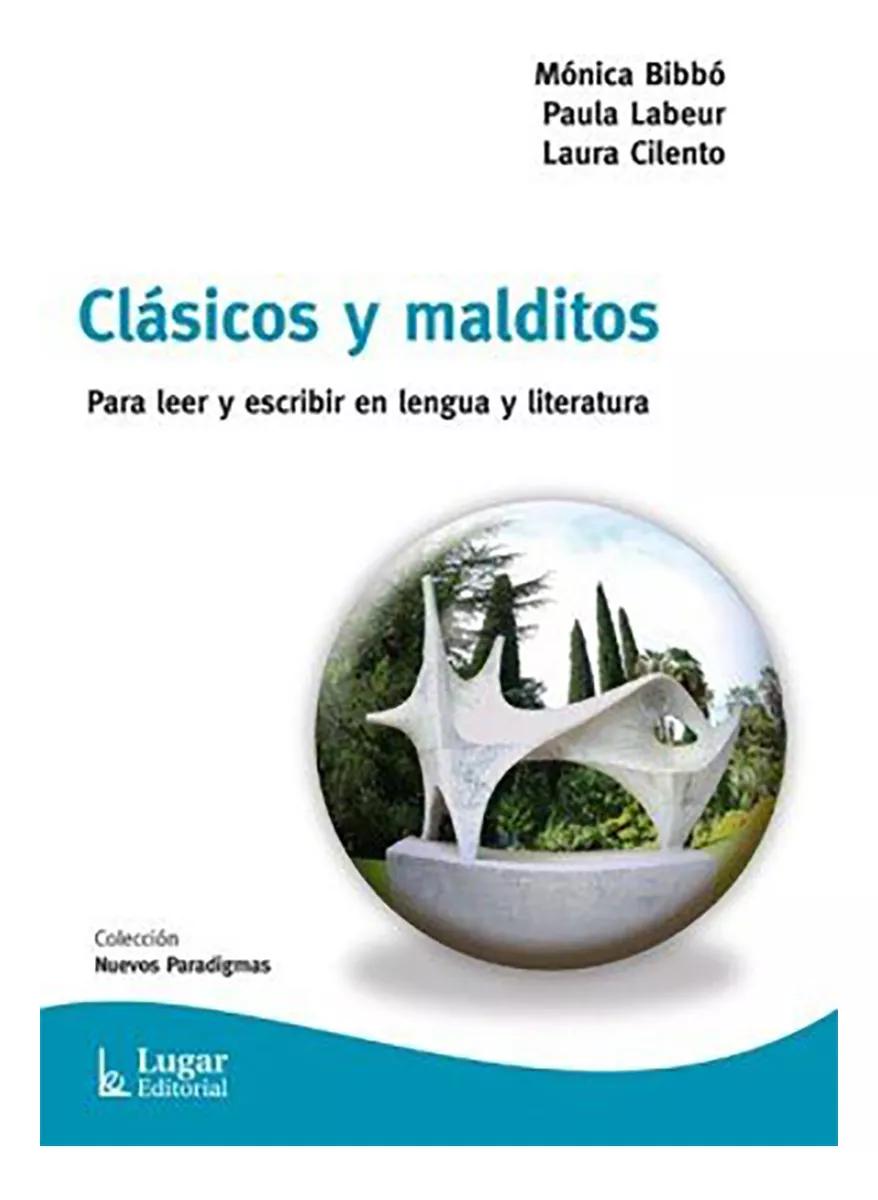 Mónica Bibbó
Paula Labeur
Laura Cilento
Clásicos y malditos
Para leer y escribir en lengua y literatura
Colección
Nuevos Paradigmas
Lugar
Editorial